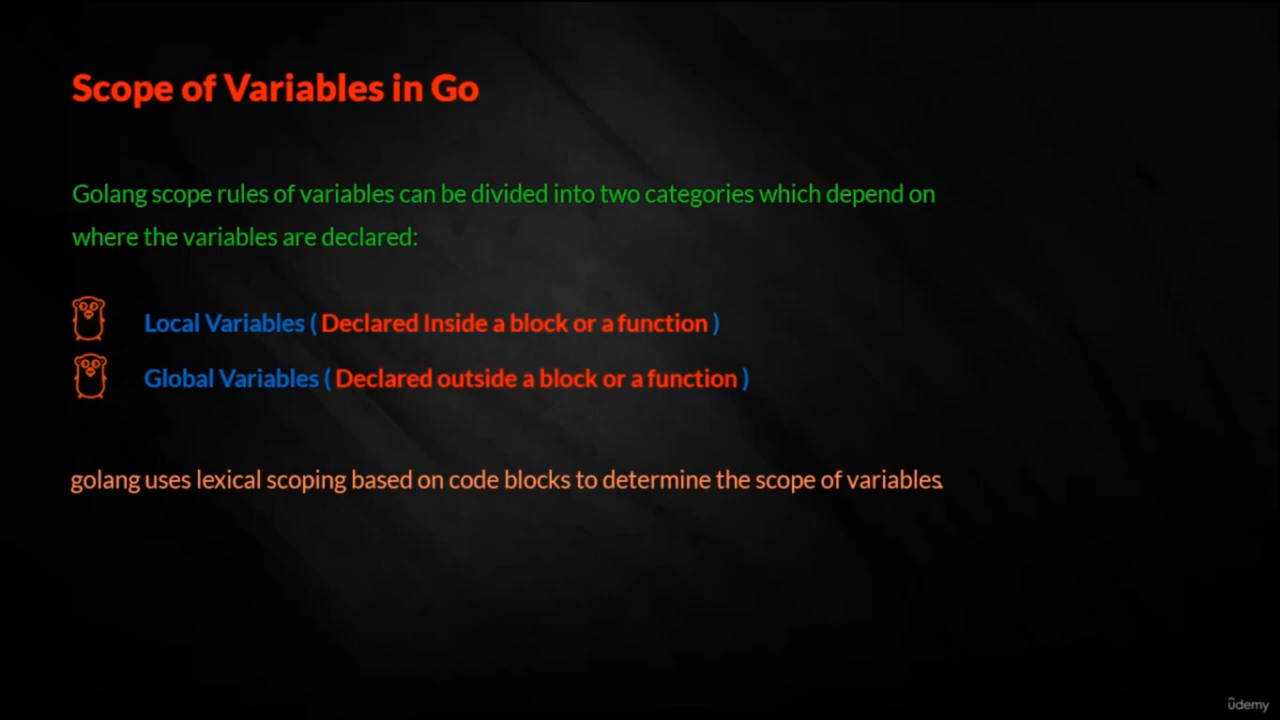 Scope of Variables in Go
Golang scope rules of variables can be divided into two categories which depend on
where the variables are declared:
Local Variables ( Declared Inside a block or a function )
Global Variables ( Declared outside a block or a function )
golang uses lexical scoping based on code blocks to determine the scope of variables.
ûdemy